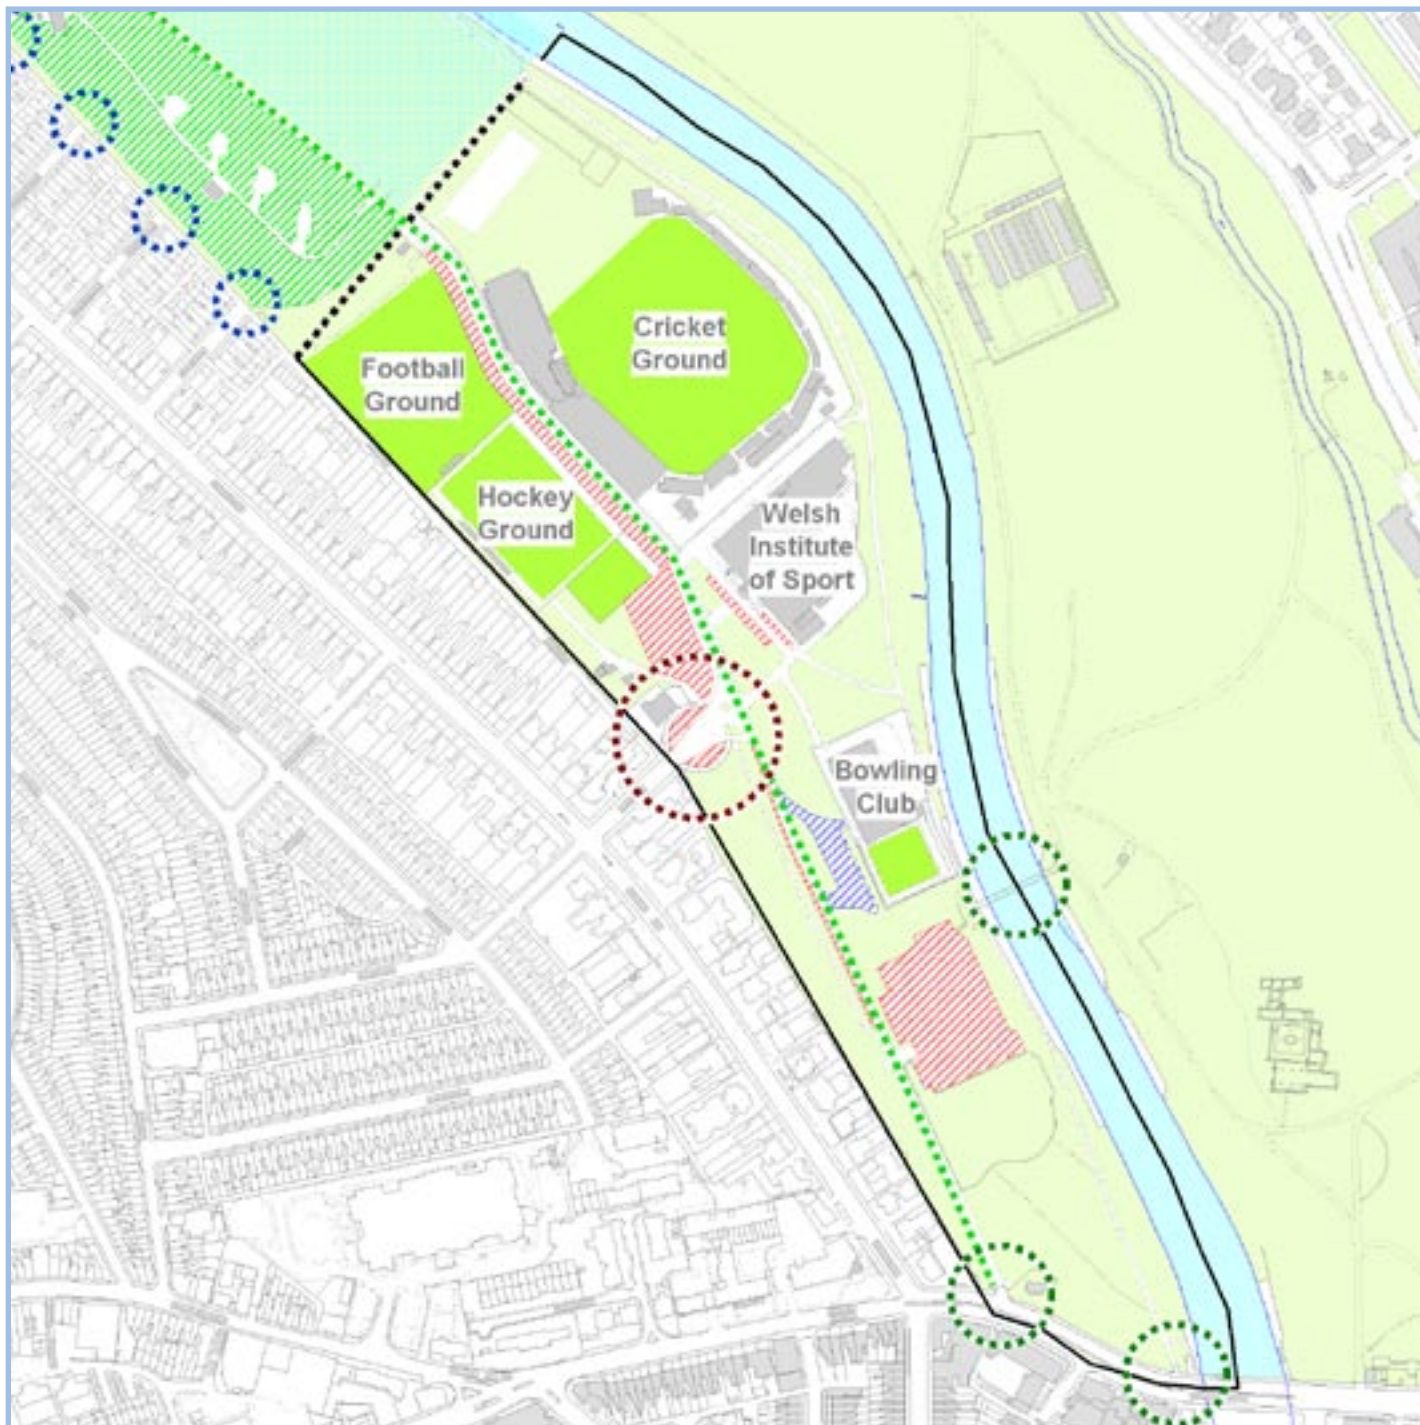 Cricket
Ground
Football
Ground
Hockey
Ground
Welsh
Institute
of Sport
Bowling
Club